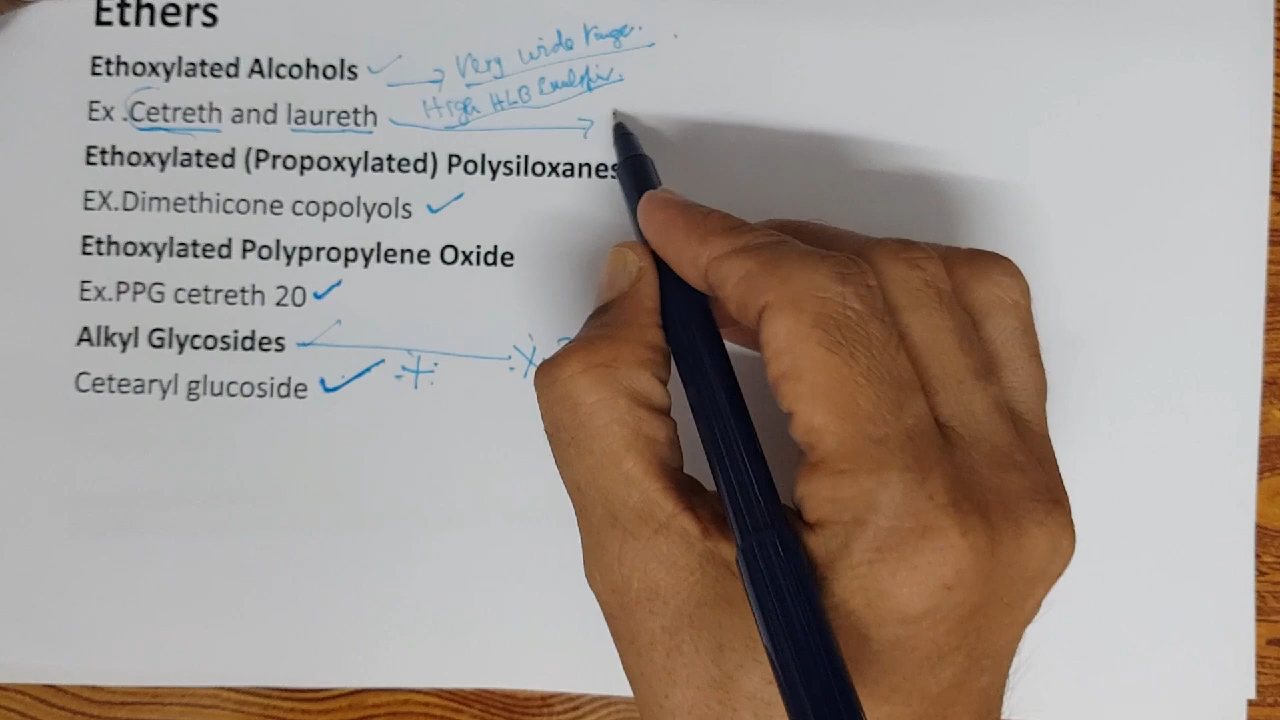 Ethers
Ethoxylated Alcohols → Very wide range.
High HLB
Ex .Cetreth and laureth
Ethoxylated (Propoxylated) Polysiloxanes
EX.Dimethicone copolyols
Ethoxylated Polypropylene Oxide
Ex.PPG cetreth 20
Alkyl Glycosides
Cetearyl glucoside